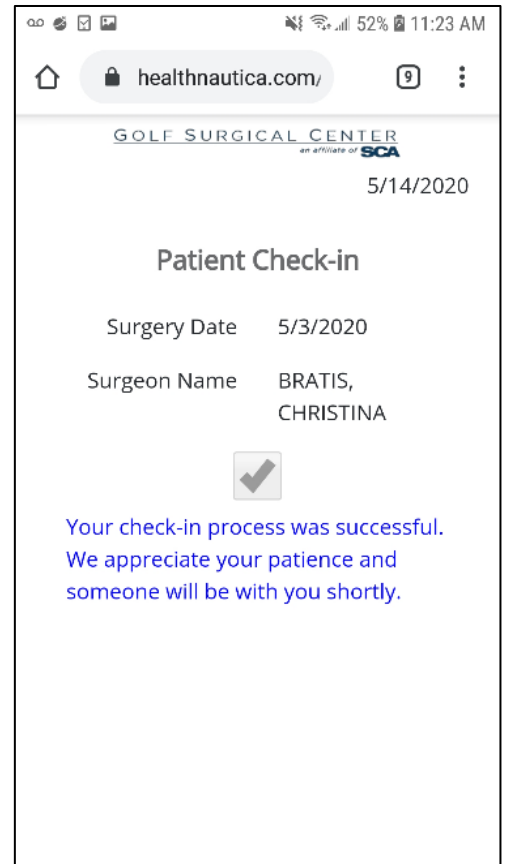 52% 11:23 AM
healthnautica.com/ 9
GOLF SURGICAL CENTER
an affiliate of SCA
5/14/2020
Patient Check-in
Surgery Date 5/3/2020
Surgeon Name BRATIS,
CHRISTINA
Your check-in process was successful.
We appreciate your patience and
someone will be with you shortly.